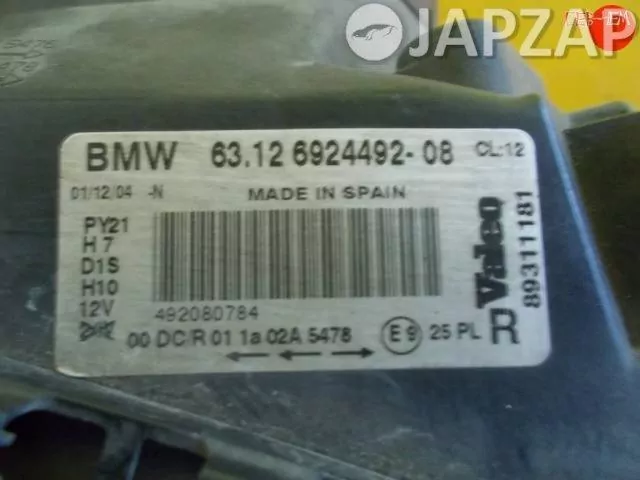 JAPZAP
BMW 63.12 6924492-08 CL:12
01/12/04 -N MADE IN SPAIN
PY21
H7
D1S
H10
12V
492080784
00 DC/R 01 1a 02A 5478 E9 25 PL R
Valeo
89311181